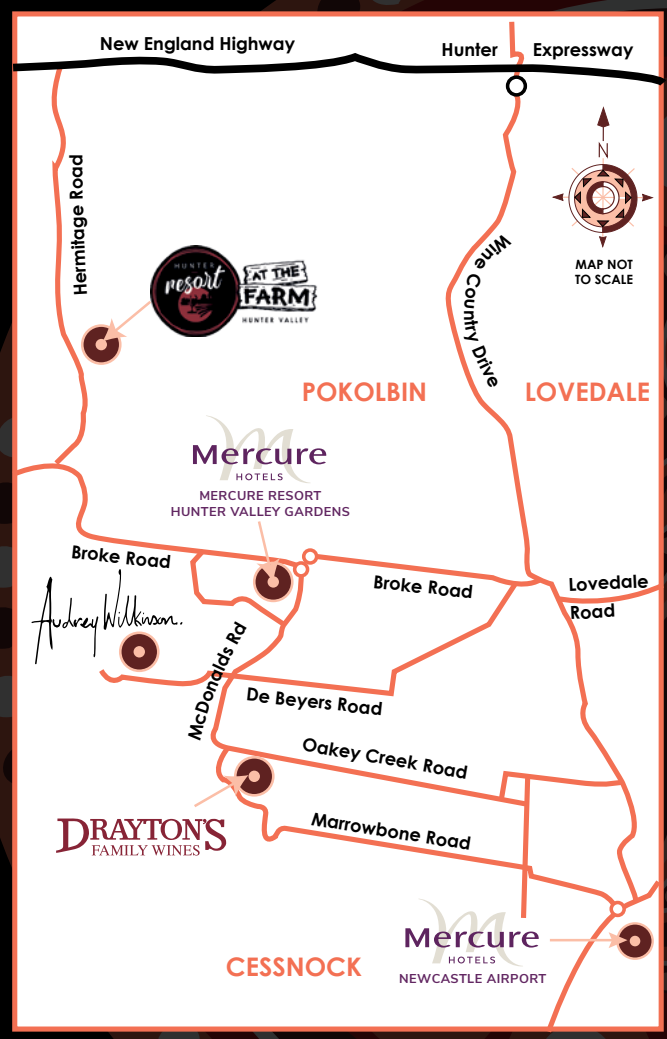 New England Highway
Hunter Expressway
Hermitage Road
N
MAP NOT
TO SCALE
HUNTER
resort
AT THE
FARM
HUNTER VALLEY
Wine Country Drive
POKOLBIN
LOVEDALE
Mercure
HOTELS
MERCURE RESORT
HUNTER VALLEY GARDENS
Broke Road
Broke Road
Lovedale
Road
Audrey Wilkinson.
McDonalds Rd
De Beyers Road
Oakey Creek Road
DRAYTON'S
FAMILY WINES
Marrowbone Road
Mercure
HOTELS
NEWCASTLE AIRPORT
CESSNOCK